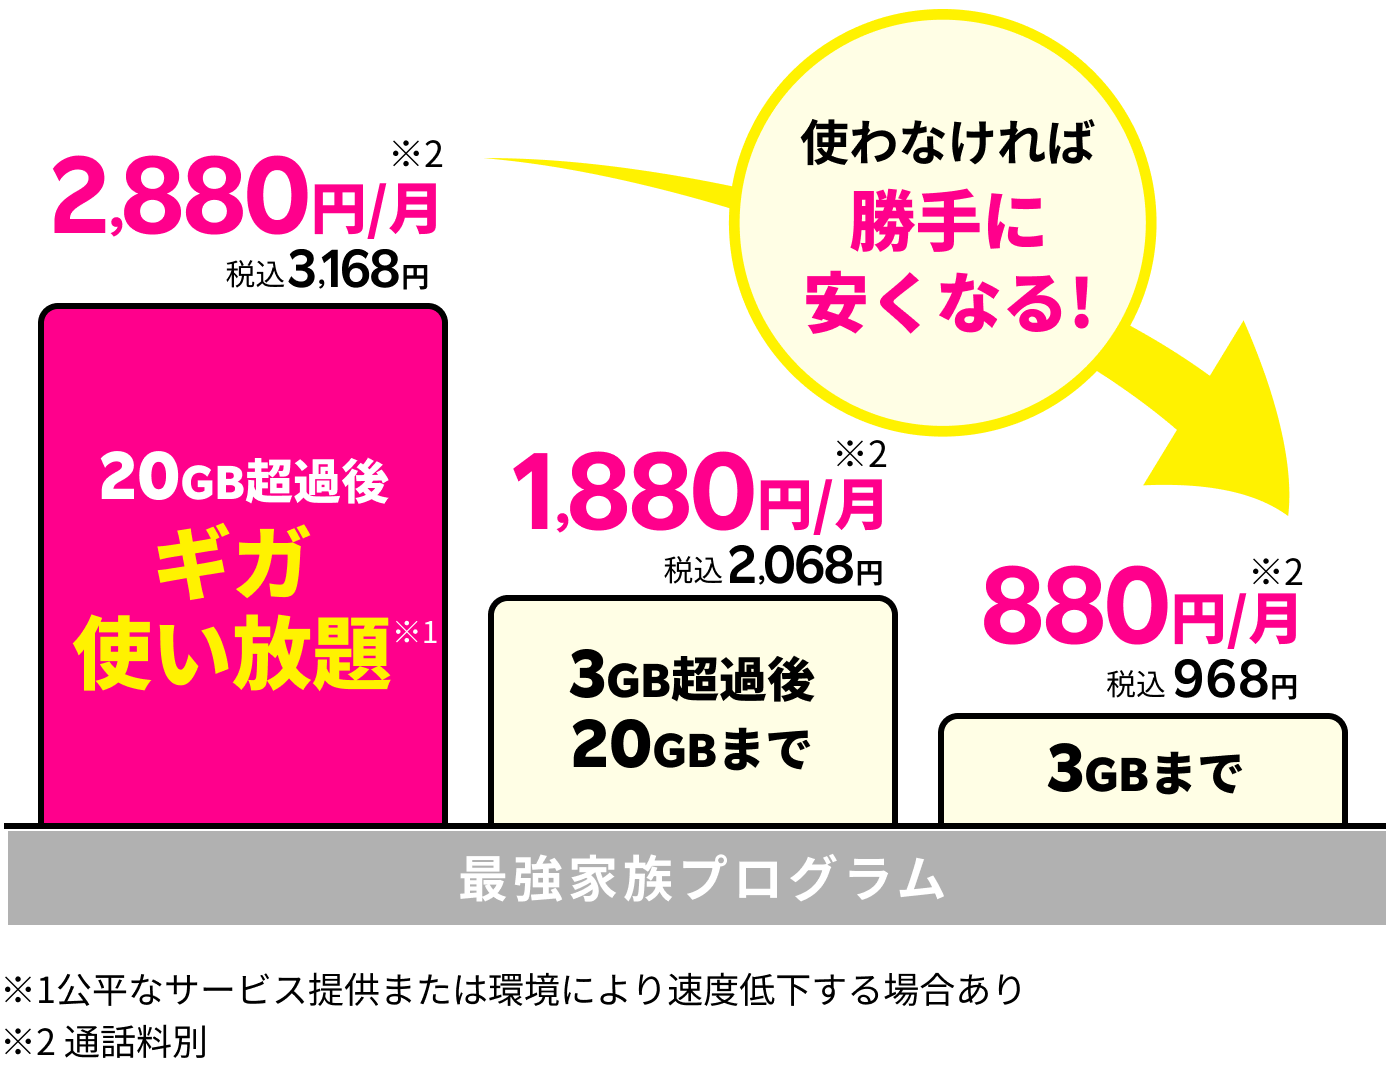 使わなければ
勝手に
安くなる!
※2
2,880円/月
税込3,168円
20GB超過後
ギガ
使い放題※1
※2
1,880円/月
税込2,068円
3GB超過後
20GBまで
※2
880円/月
税込968円
3GBまで
最強家族プログラム
※1公平なサービス提供または環境により速度低下する場合あり
※2 通話料別